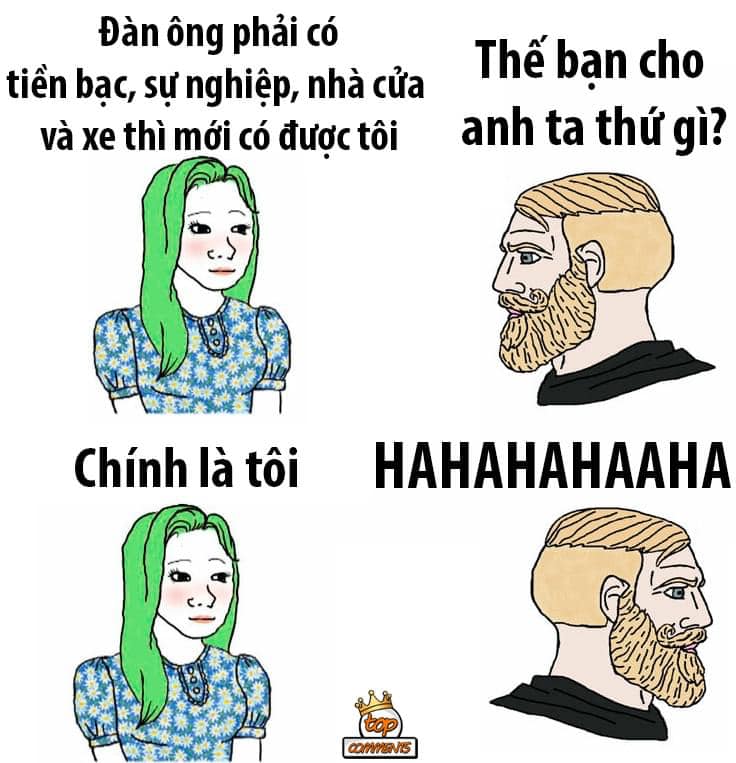 Đàn ông phải có
tiền bạc, sự nghiệp, nhà cửa
và xe thì mới có được tôi
Thế bạn cho
anh ta thứ gì?
Chính là tôi
HAHAHAHAAHA
top
COMMENTS